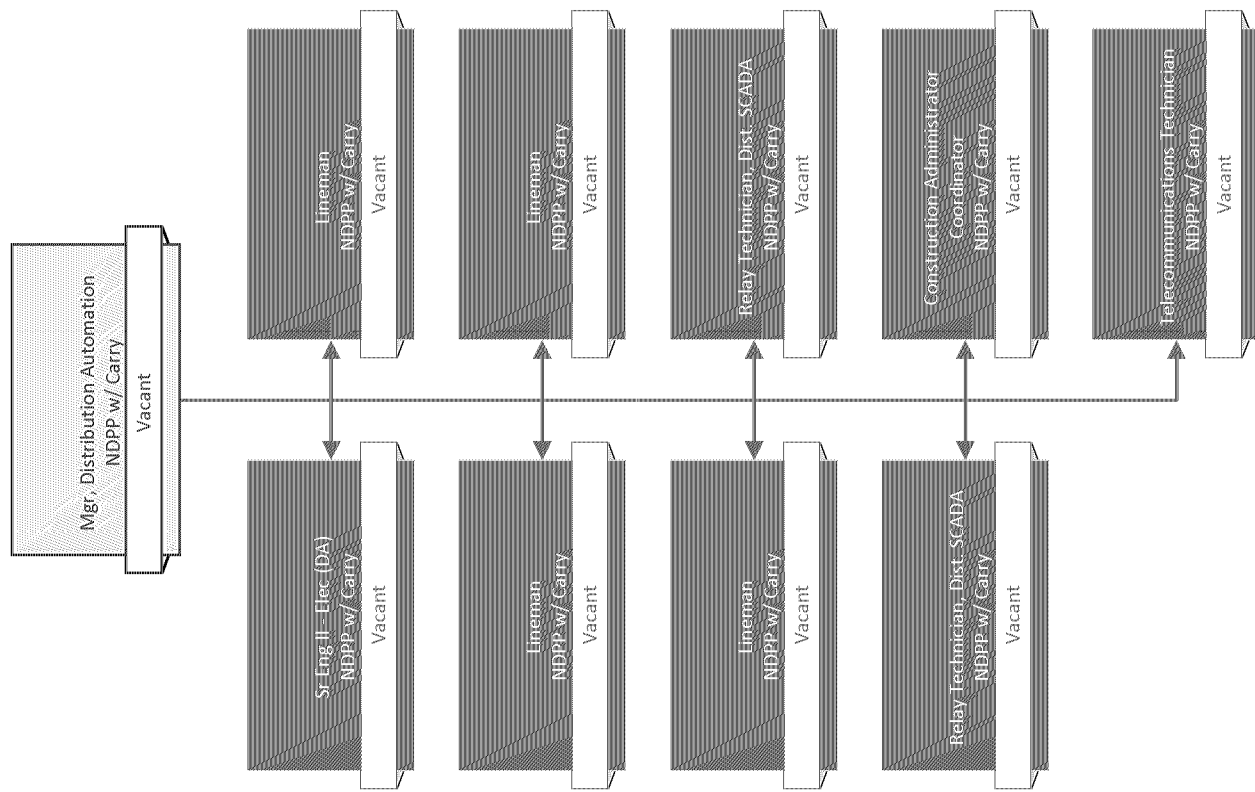 Mgr, Distribution Automation
NDPP w/ Carry
Vacant
Sr Eng II - Elec (DA)
NDPP w/ Carry
Vacant
Lineman
NDPP w/ Carry
Vacant
Lineman
NDPP w/ Carry
Vacant
Lineman
NDPP w/ Carry
Vacant
Lineman
NDPP w/ Carry
Vacant
Relay Technician, Dist. SCADA
NDPP w/ Carry
Vacant
Relay Technician, Dist. SCADA
NDPP w/ Carry
Vacant
Construction Administrator
Coordinator
NDPP w/ Carry
Vacant
Telecommunications Technician
NDPP w/ Carry
Vacant